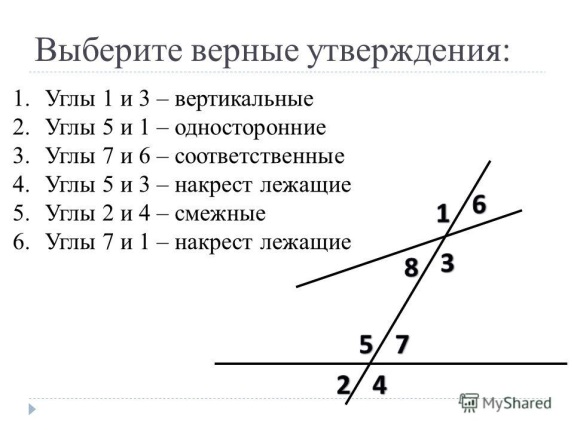 Выберите верные утверждения:
1. Углы 1 и 3 – вертикальные
2. Углы 5 и 1 – односторонние
3. Углы 7 и 6 – соответственные
4. Углы 5 и 3 – накрест лежащие
5. Углы 2 и 4 – смежные
6. Углы 7 и 1 – накрест лежащие
1 6
8 3
5 7
2 4
MyShared